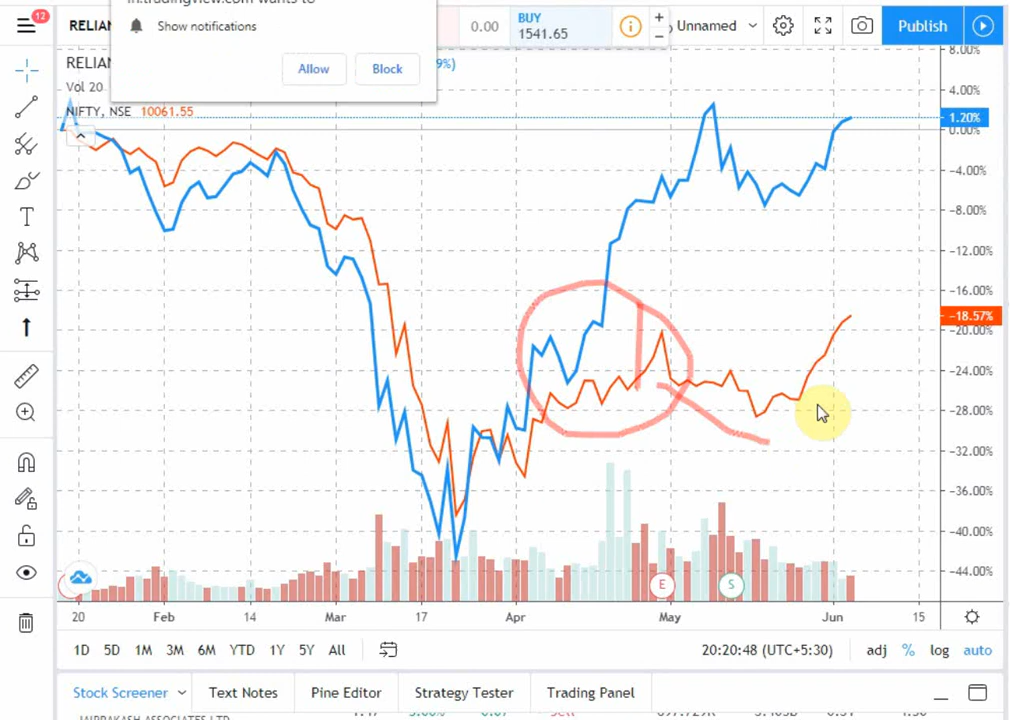 12
RELIAN
Show notifications
Allow
Block
0.00
BUY
1541.65
Unnamed
Publish
RELIAN
9%)
Vol 20
NIFTY, NSE 10061.55
8.00%
4.00%
1.20%
0.00%
-4.00%
-8.00%
-12.00%
-16.00%
-18.57%
-20.00%
-24.00%
-28.00%
-32.00%
-36.00%
-40.00%
-44.00%
E
S
20 Feb 14 Mar 17 Apr May Jun 15
1D 5D 1M 3M 6M YTD 1Y 5Y All 20:20:48 (UTC+5:30) adj % log auto
Stock Screener Text Notes Pine Editor Strategy Tester Trading Panel